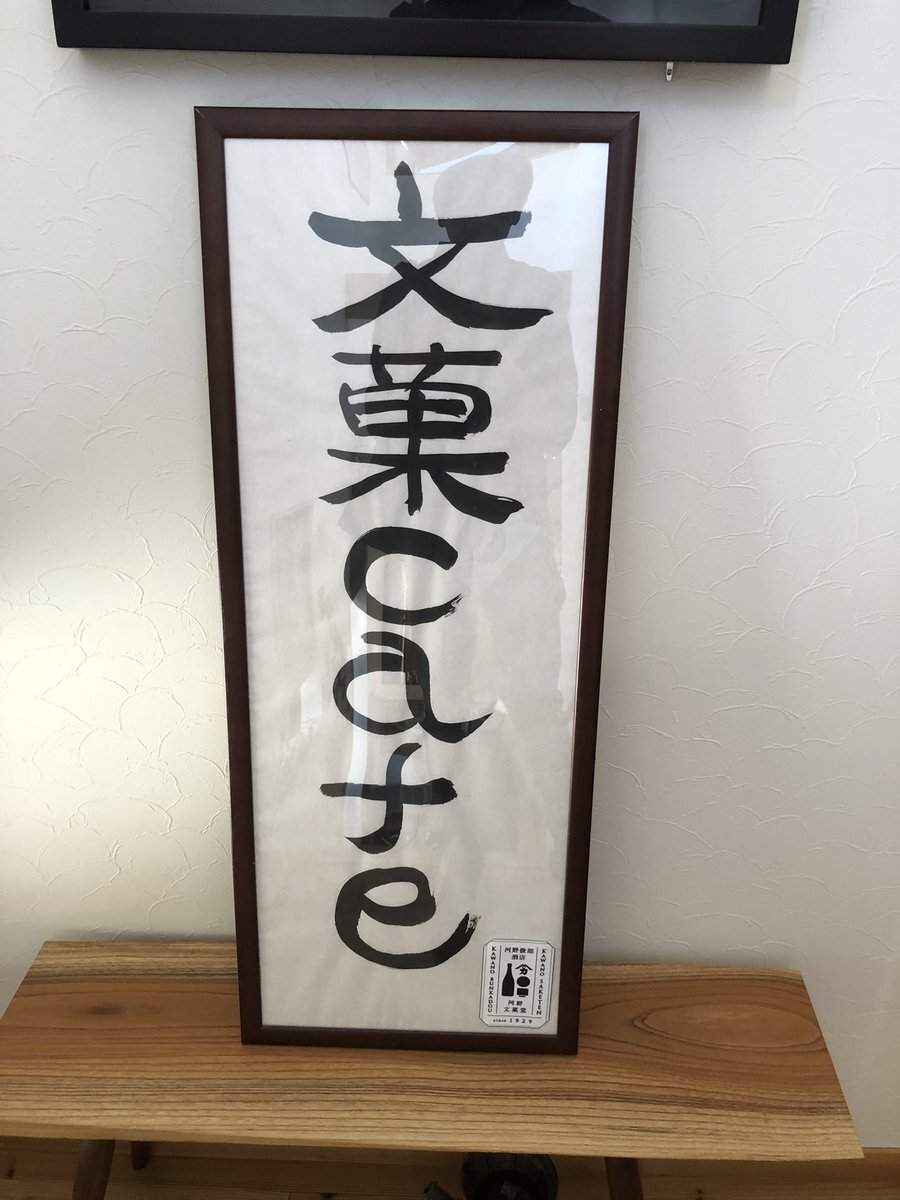 文菓cafe
KAWANO BUNKADOU
河野俊郎
酒店
河野
文菓堂
KAWANO SAKETEN
since 1929